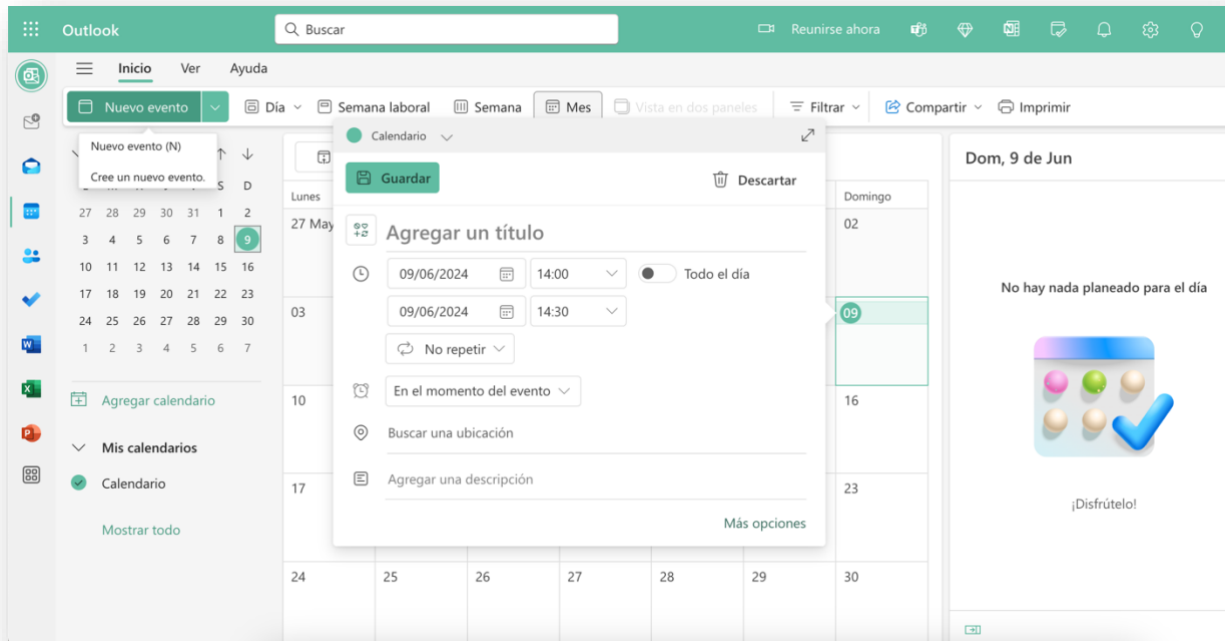 Outlook
Buscar
Reunirse ahora
Inicio Ver Ayuda
Nuevo evento
Día
Semana laboral
Semana
Mes
Vista en dos paneles
Filtrar
Compartir
Imprimir
Nuevo evento (N)
Cree un nuevo evento.
S D
27 28 29 30 31 1 2
3 4 5 6 7 8 9
10 11 12 13 14 15 16
17 18 19 20 21 22 23
24 25 26 27 28 29 30
1 2 3 4 5 6 7
Agregar calendario
Mis calendarios
Calendario
Mostrar todo
Calendario
Guardar
Descartar
Agregar un título
09/06/2024 14:00 Todo el día
09/06/2024 14:30
No repetir
En el momento del evento
Buscar una ubicación
Agregar una descripción
Más opciones
Lunes Domingo
27 May 02
03 09
10 16
17 23
24 25 26 27 28 29 30
Dom, 9 de Jun
No hay nada planeado para el día
¡Disfrútelo!